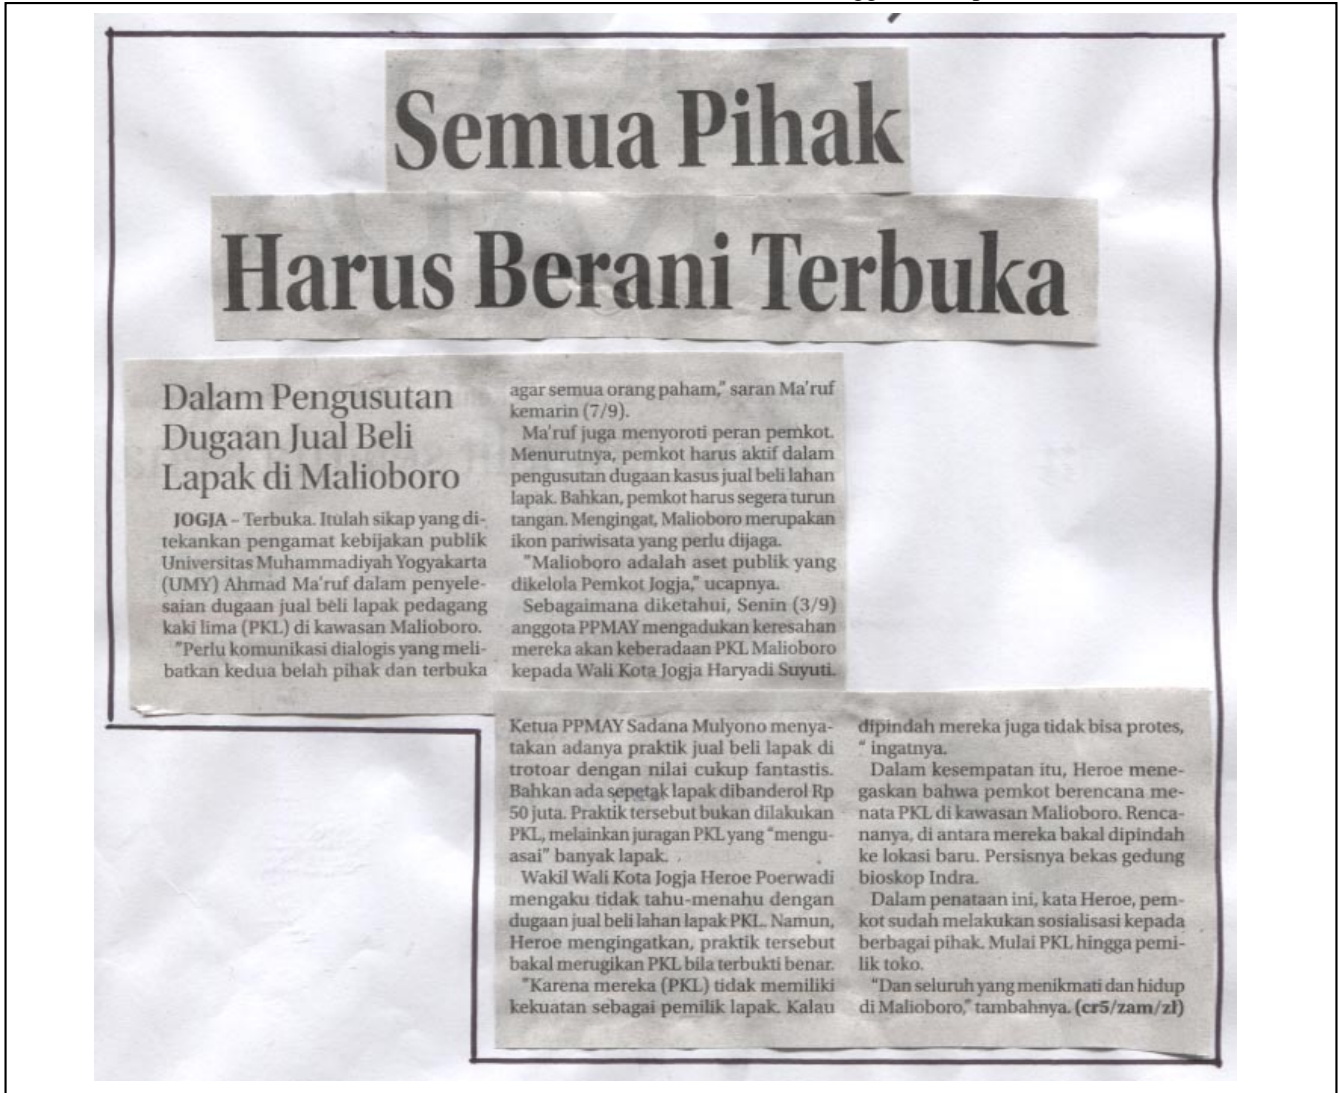 Semua Pihak
Harus Berani Terbuka
Dalam Pengusutan
Dugaan Jual Beli
Lapak di Malioboro
JOGJA – Terbuka. Itulah sikap yang di-
tekankan pengamat kebijakan publik
Universitas Muhammadiyah Yogyakarta
(UMY) Ahmad Ma'ruf dalam penyele-
saian dugaan jual beli lapak pedagang
kaki lima (PKL) di kawasan Malioboro.
"Perlu komunikasi dialogis yang meli-
batkan kedua belah pihak dan terbuka
agar semua orang paham," saran Ma'ruf
kemarin (7/9).
Ma'ruf juga menyoroti peran pemkot.
Menurutnya, pemkot harus aktif dalam
pengusutan dugaan kasus jual beli lahan
lapak. Bahkan, pemkot harus segera turun
tangan. Mengingat, Malioboro merupakan
ikon pariwisata yang perlu dijaga.
"Malioboro adalah aset publik yang
dikelola Pemkot Jogja," ucapnya.
Sebagaimana diketahui, Senin (3/9)
anggota PPMAY mengadukan keresahan
mereka akan keberadaan PKL Malioboro
kepada Wali Kota Jogja Haryadi Suyuti.
Ketua PPMAY Sadana Mulyono menya-
takan adanya praktik jual beli lapak di
trotoar dengan nilai cukup fantastis.
Bahkan ada sepetak lapak dibanderol Rp
50 juta. Praktik tersebut bukan dilakukan
PKL, melainkan juragan PKL yang "mengu-
asai" banyak lapak.
Wakil Wali Kota Jogja Heroe Poerwadi
mengaku tidak tahu-menahu dengan
dugaan jual beli lahan lapak PKL. Namun,
Heroe mengingatkan, praktik tersebut
bakal merugikan PKL bila terbukti benar.
"Karena mereka (PKL) tidak memiliki
kekuatan sebagai pemilik lapak. Kalau
dipindah mereka juga tidak bisa protes,
" ingatnya.
Dalam kesempatan itu, Heroe mene-
gaskan bahwa pemkot berencana me-
nata PKL di kawasan Malioboro. Renca-
nanya, di antara mereka bakal dipindah
ke lokasi baru. Persisnya bekas gedung
bioskop Indra.
Dalam penataan ini, kata Heroe, pem-
kot sudah melakukan sosialisasi kepada
berbagai pihak. Mulai PKL hingga pemi-
lik toko.
"Dan seluruh yang menikmati dan hidup
di Malioboro," tambahnya. (cr5/zam/zl)